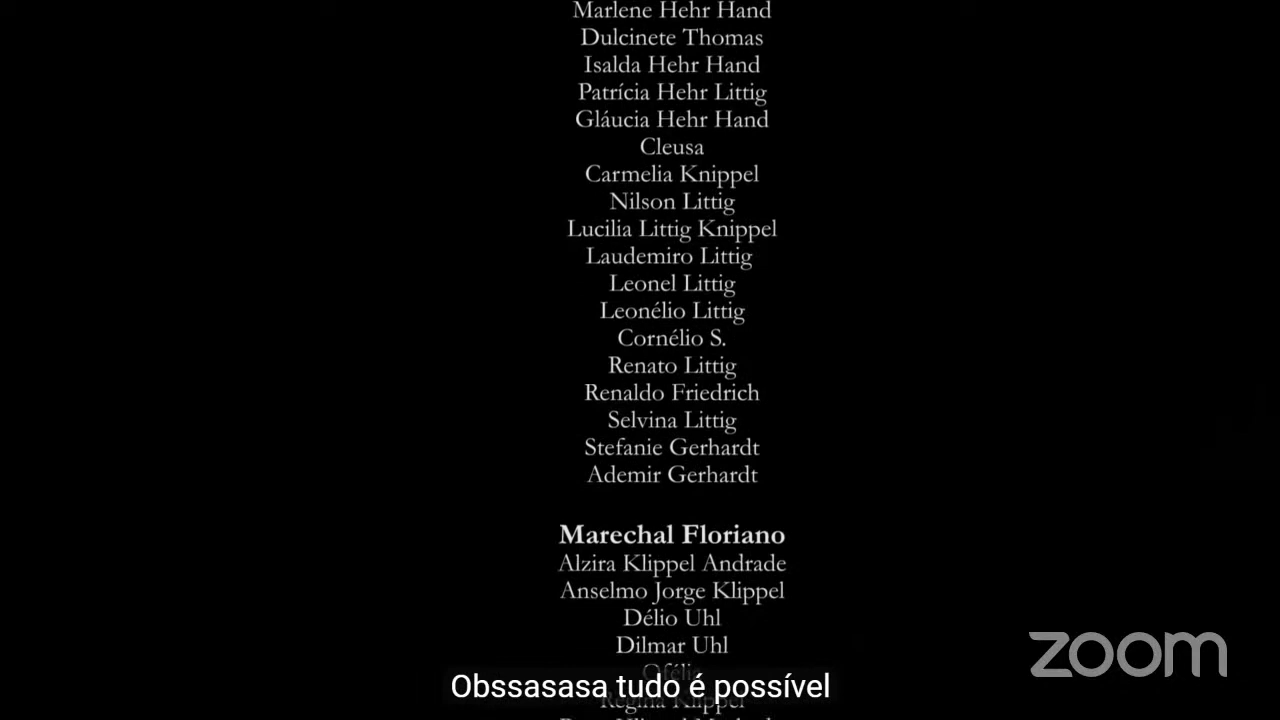 Marlene Hehr Hand
Dulcinete Thomas
Isalda Hehr Hand
Patrícia Hehr Littig
Gláucia Hehr Hand
Cleusa
Carmelia Knippel
Nilson Littig
Lucilia Littig Knippel
Laudemiro Littig
Leonel Littig
Leonélio Littig
Cornélio S.
Renato Littig
Renaldo Friedrich
Selvina Littig
Stefanie Gerhardt
Ademir Gerhardt
Marechal Floriano
Alzira Klippel Andrade
Anselmo Jorge Klippel
Délio Uhl
Dilmar Uhl
Regina Klippel
Obssasasa tudo é possível
zoom